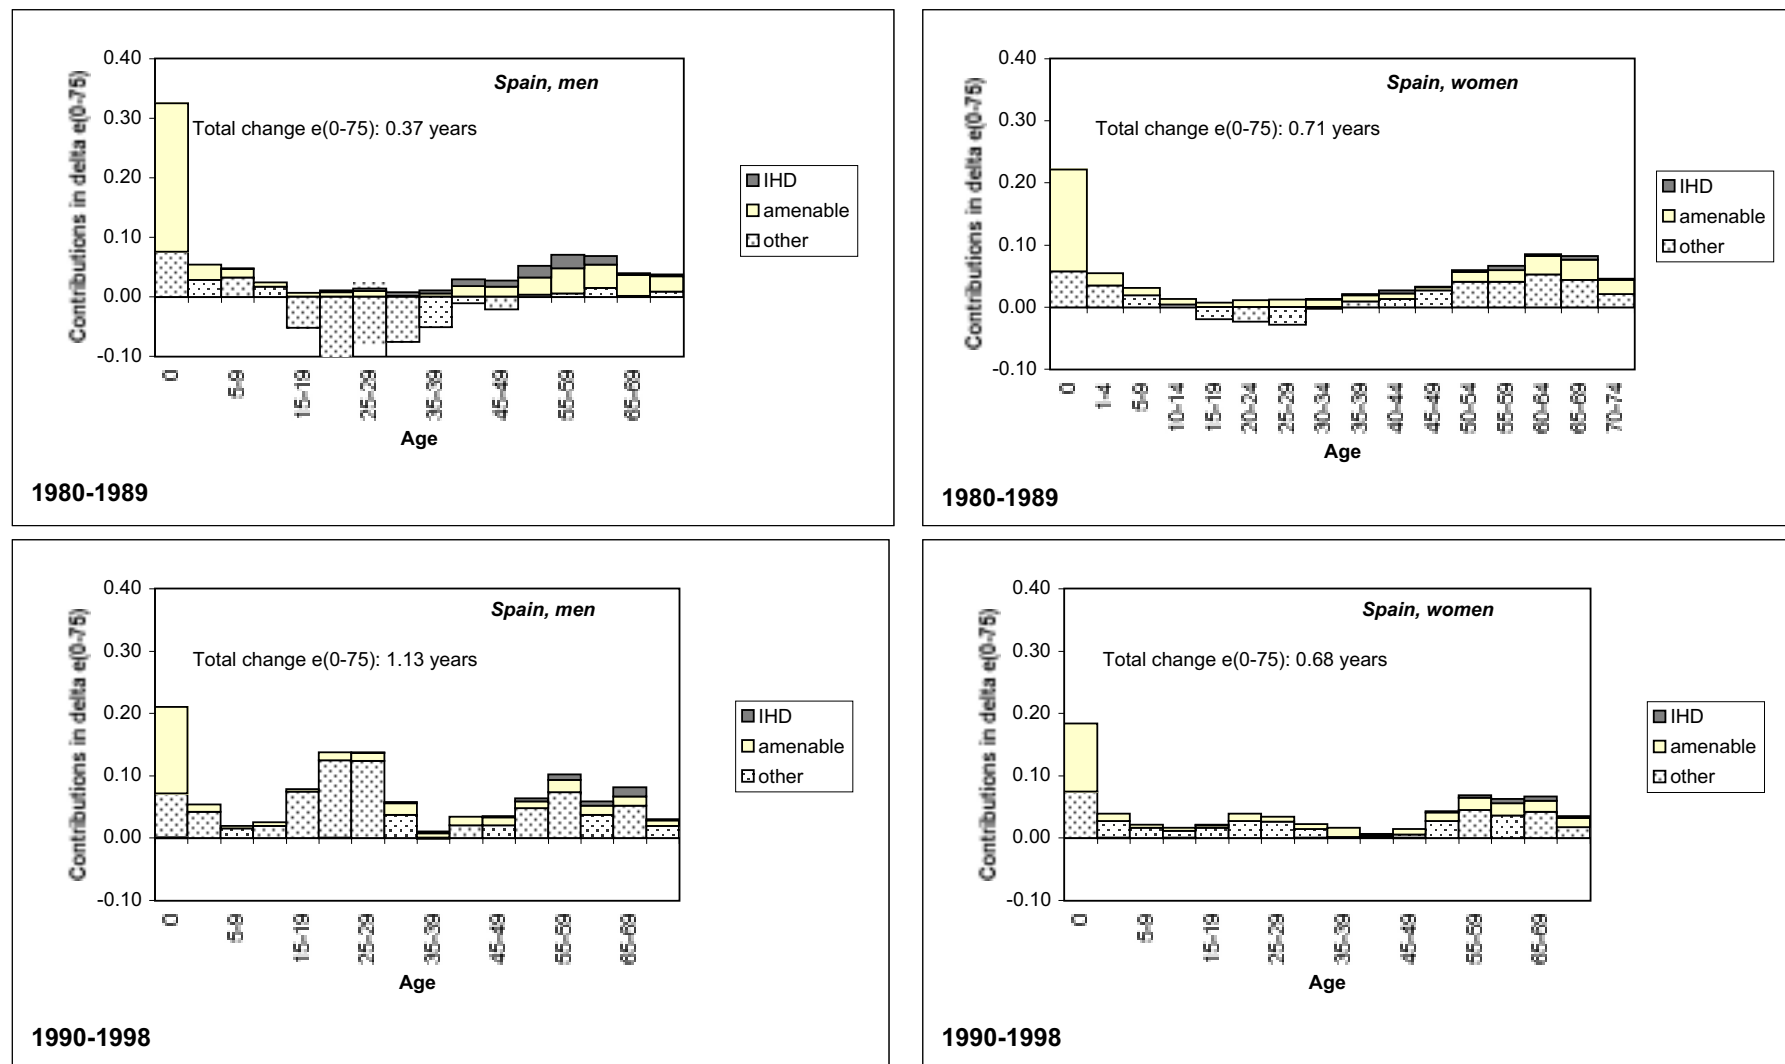 Contributions in delta e(0-75)
0.40
0.30
0.20
0.10
0.00
-0.10
Spain, men
Total change e(0-75): 0.37 years
IHD
amenable
other
0
5-9
15-19
25-29
35-39
45-49
55-59
65-69
Age
1980-1989
Contributions in delta e(0-75)
0.40
0.30
0.20
0.10
0.00
-0.10
Spain, women
Total change e(0-75): 0.71 years
IHD
amenable
other
0
1-4
5-9
10-14
15-19
20-24
25-29
30-34
35-39
40-44
45-49
50-54
55-59
60-64
65-69
70-74
Age
1980-1989
Contributions in delta e(0-75)
0.40
0.30
0.20
0.10
0.00
-0.10
Spain, men
Total change e(0-75): 1.13 years
IHD
amenable
other
0
5-9
15-19
25-29
35-39
45-49
55-59
65-69
Age
1990-1998
Contributions in delta e(0-75)
0.40
0.30
0.20
0.10
0.00
-0.10
Spain, women
Total change e(0-75): 0.68 years
IHD
amenable
other
0
5-9
15-19
25-29
35-39
45-49
55-59
65-69
Age
1990-1998